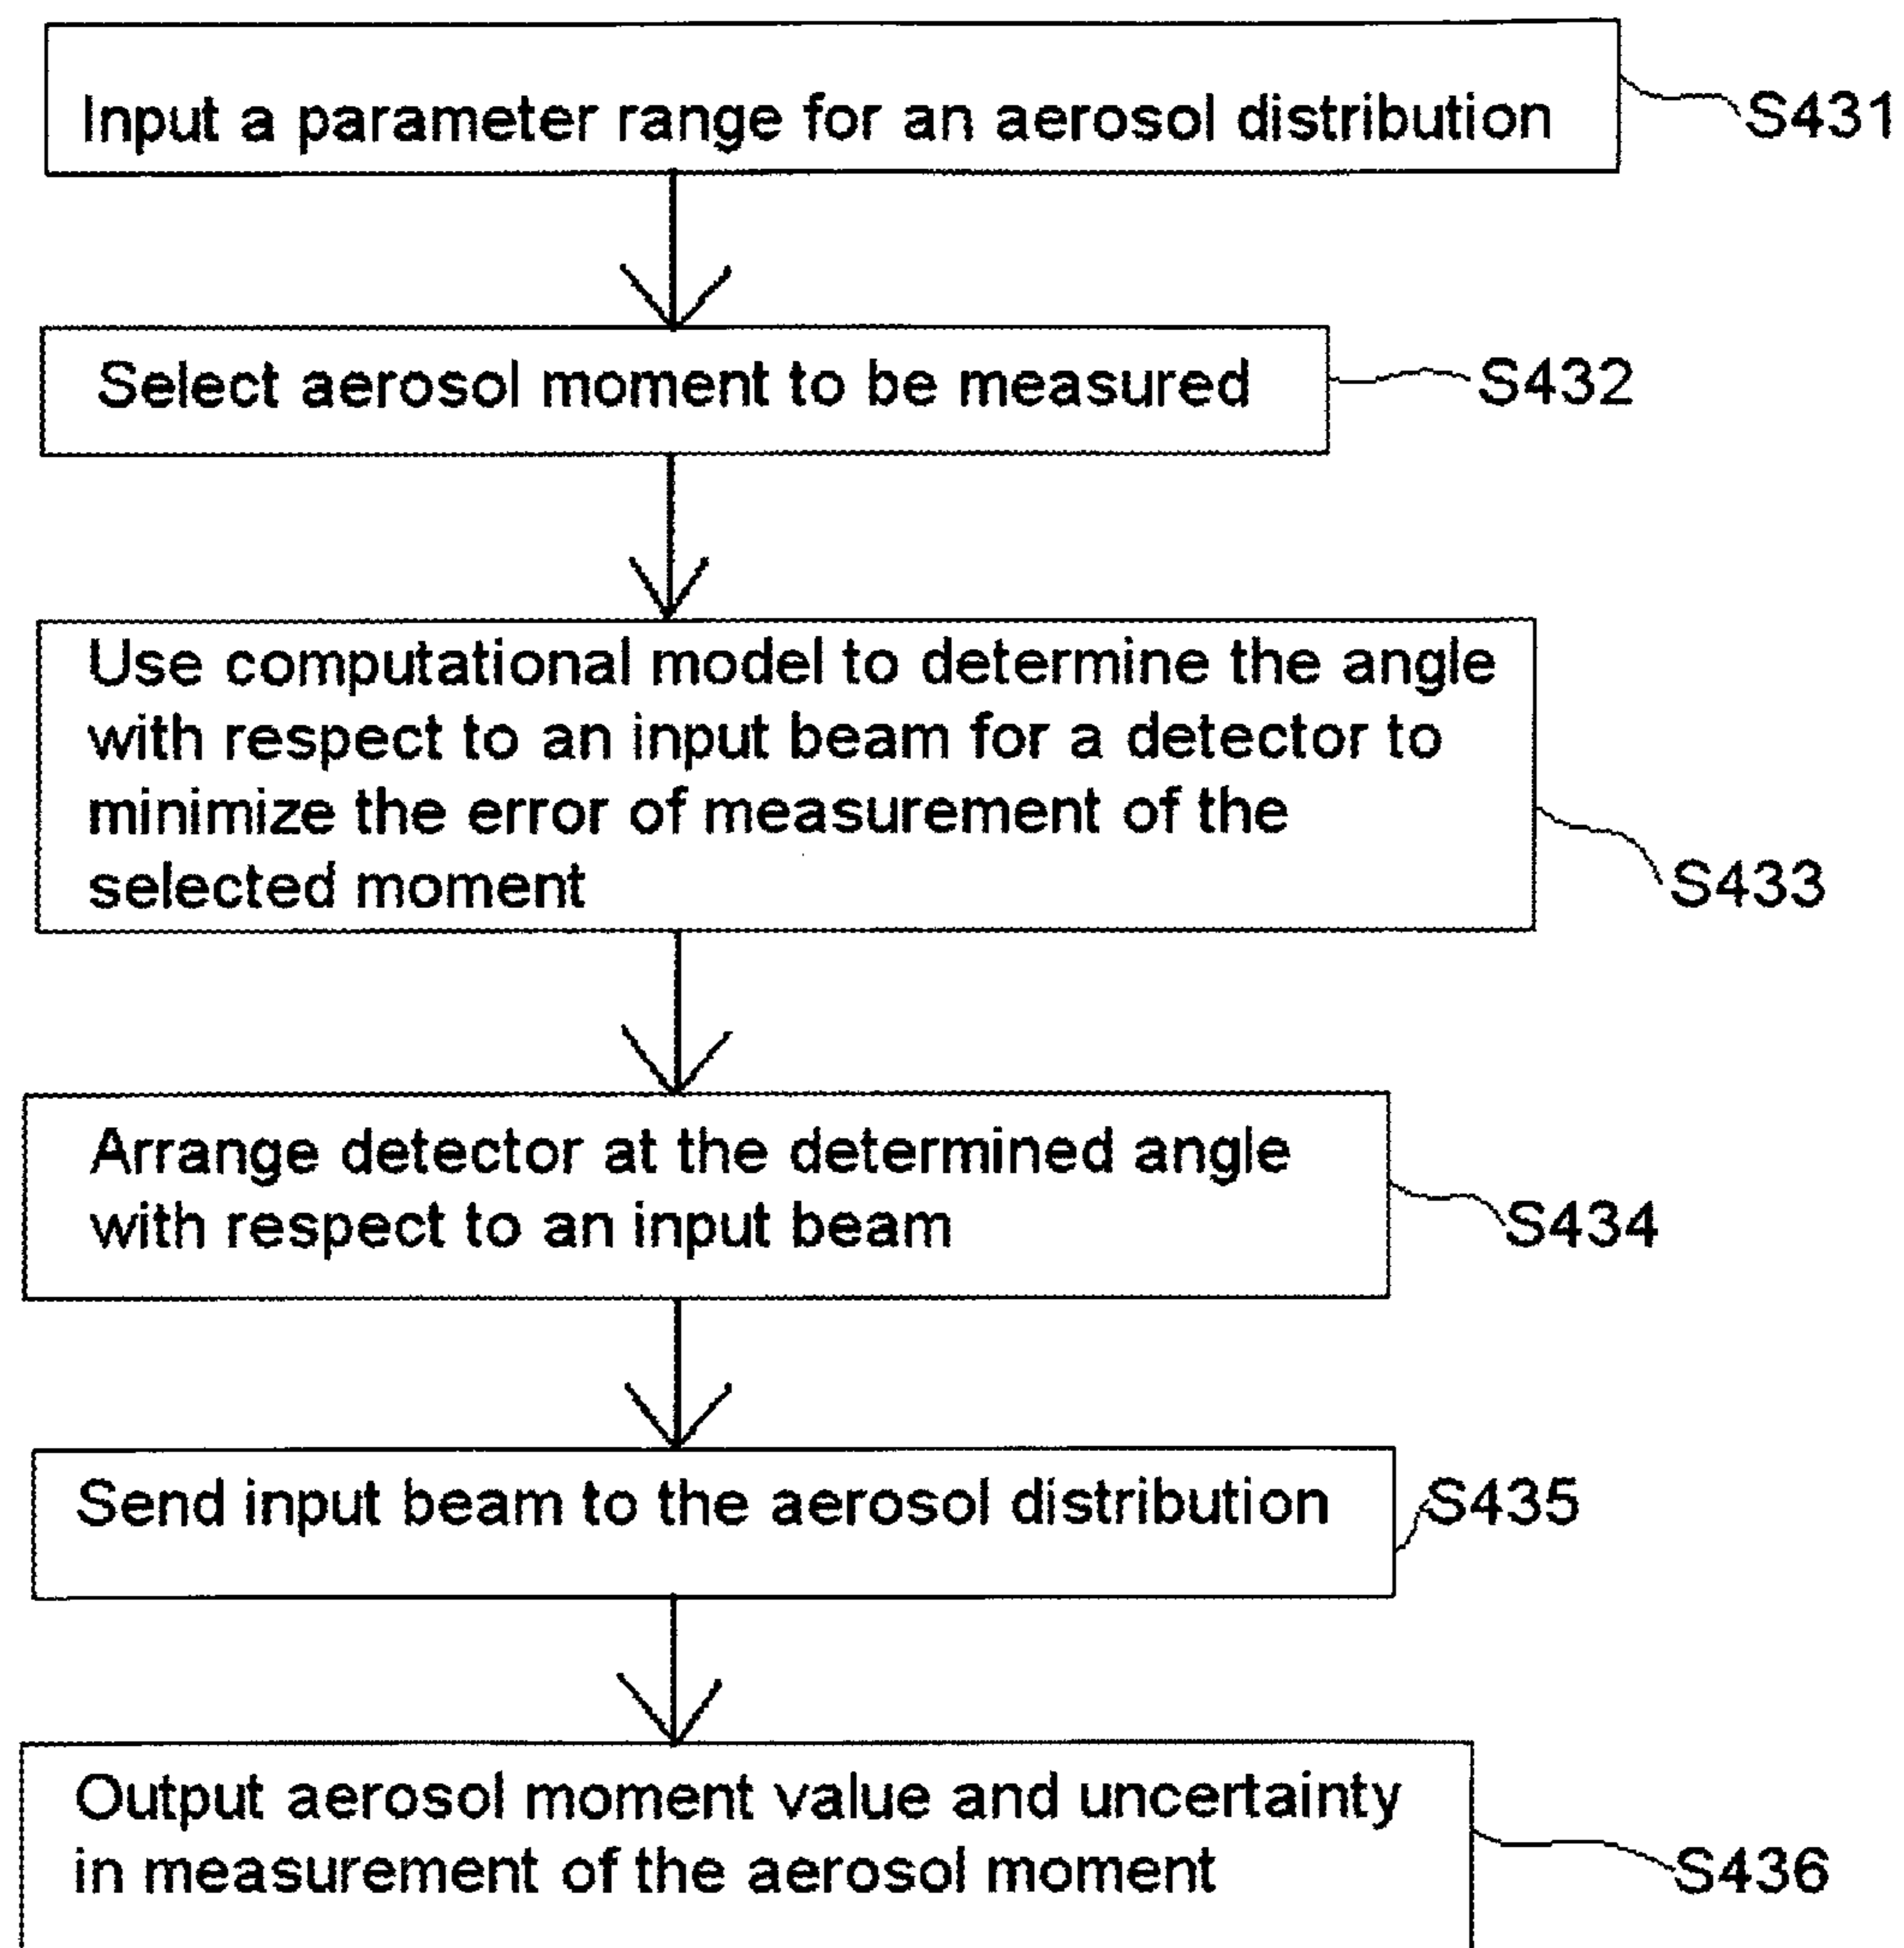 Input a parameter range for an aerosol distribution
S431
Select aerosol moment to be measured
S432
Use computational model to determine the angle
with respect to an input beam for a detector to
minimize the error of measurement of the
selected moment
S433
Arrange detector at the determined angle
with respect to an input beam
S434
Send input beam to the aerosol distribution
S435
Output aerosol moment value and uncertainty
in measurement of the aerosol moment
S436